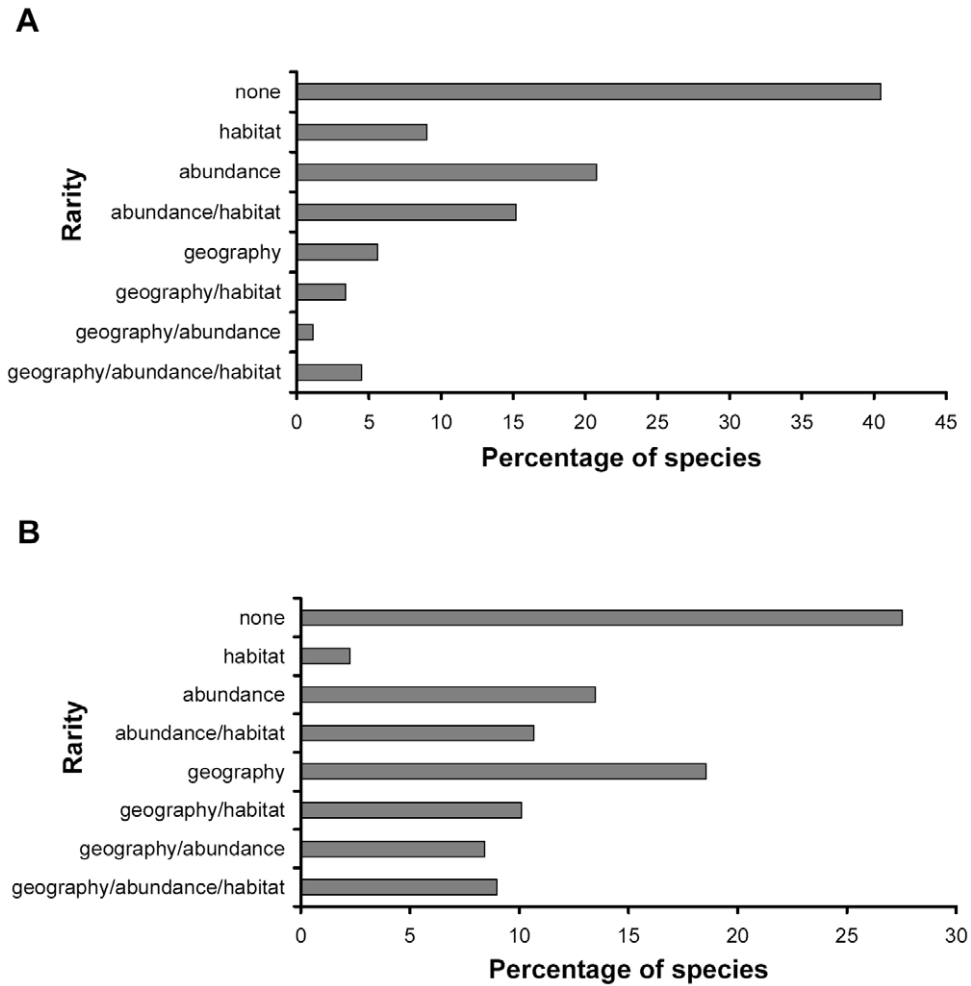 A
Rarity
none
habitat
abundance
abundance/habitat
geography
geography/habitat
geography/abundance
geography/abundance/habitat
0 5 10 15 20 25 30 35 40 45
Percentage of species
B
Rarity
none
habitat
abundance
abundance/habitat
geography
geography/habitat
geography/abundance
geography/abundance/habitat
0 5 10 15 20 25 30
Percentage of species